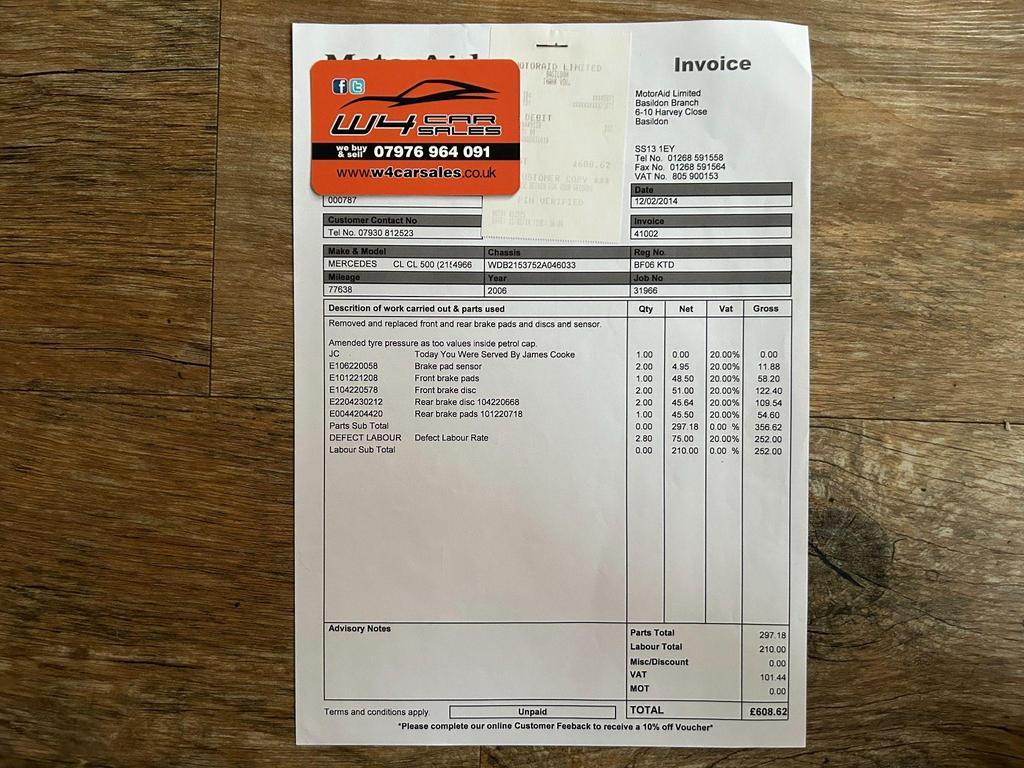 Invoice
OTORAID LIMITED
BASILDON
THANK YOU
DEBIT
£608.62
CUSTOMER COPY ***
PIN VERIFIED
W4 CAR SALES
we buy & sell 07976 964 091
www.w4carsales.co.uk
MotorAid Limited
Basildon Branch
6-10 Harvey Close
Basildon
SS13 1EY
Tel No. 01268 591558
Fax No. 01268 591564
VAT No. 805 900153
000787
Date
12/02/2014
Customer Contact No
Tel No. 07930 812523
Invoice
41002
Make & Model Chassis Reg No
MERCEDES CL CL 500 (2154966 WDB2153752A046033 BF06 KTD
Mileage Year Job No
77638 2006 31966
Descrition of work carried out & parts used Qty Net Vat Gross
Removed and replaced front and rear brake pads and discs and sensor.
Amended tyre pressure as too values inside petrol cap.
JC Today You Were Served By James Cooke 1.00 0.00 20.00% 0.00
E106220058 Brake pad sensor 2.00 4.95 20.00% 11.88
E101221208 Front brake pads 1.00 48.50 20.00% 58.20
E104220578 Front brake disc 2.00 51.00 20.00% 122.40
E2204230212 Rear brake disc 104220668 2.00 45.64 20.00% 109.54
E0044204420 Rear brake pads 101220718 1.00 45.50 20.00% 54.60
Parts Sub Total 0.00 297.18 0.00 % 356.62
DEFECT LABOUR Defect Labour Rate 2.80 75.00 20.00% 252.00
Labour Sub Total 0.00 210.00 0.00 % 252.00
Advisory Notes
Parts Total 297.18
Labour Total 210.00
Misc/Discount 0.00
VAT 101.44
MOT 0.00
Terms and conditions apply. Unpaid TOTAL £608.62
*Please complete our online Customer Feeback to receive a 10% off Voucher*